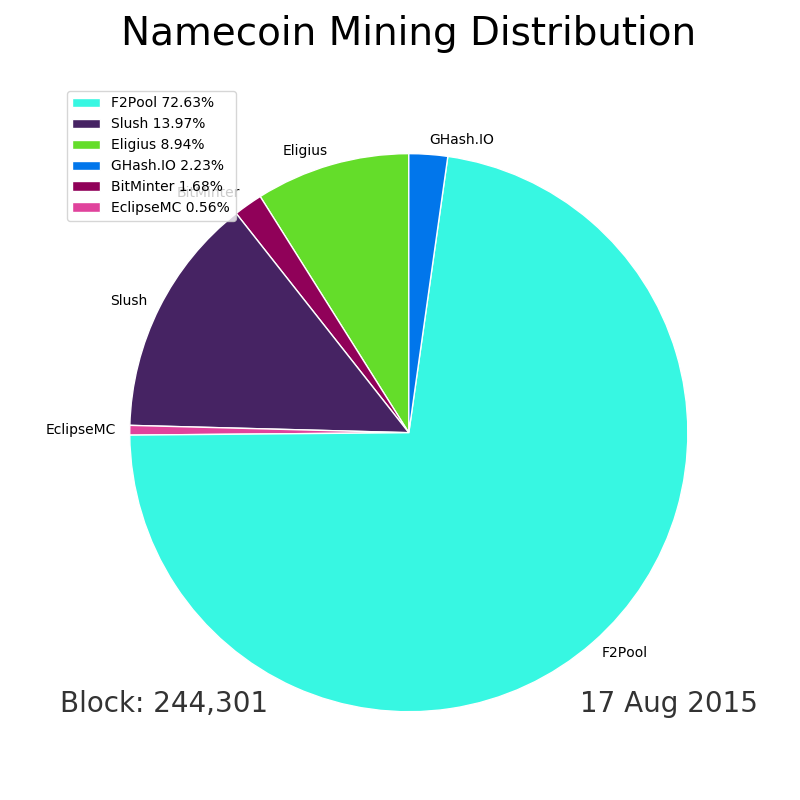 Namecoin Mining Distribution
F2Pool 72.63%
Slush 13.97%
Eligius 8.94%
GHash.IO 2.23%
BitMinter 1.68%
EclipseMC 0.56%
GHash.IO
Eligius
BitMinter
Slush
EclipseMC
F2Pool
Block: 244,301
17 Aug 2015